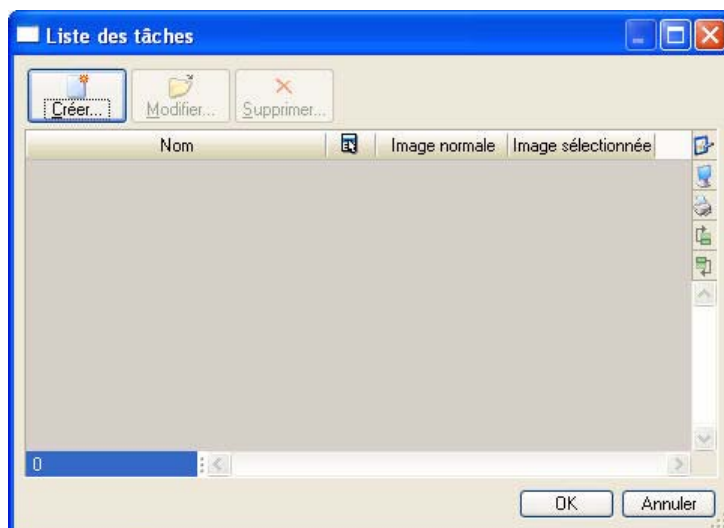 Liste des tâches
Créer... Modifier... Supprimer...
Nom Image normale Image sélectionnée
0
OK Annuler